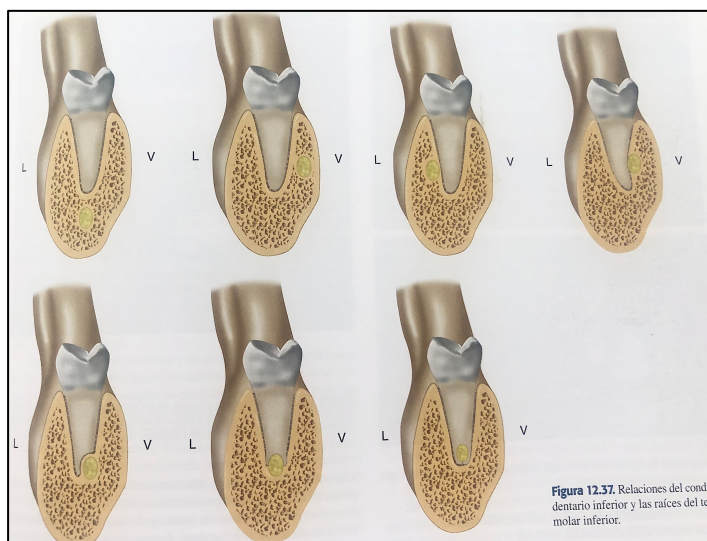 L V L V L V L V
L V L V L V
Figura 12.37. Relaciones del cond
dentario inferior y las raíces del te
molar inferior.